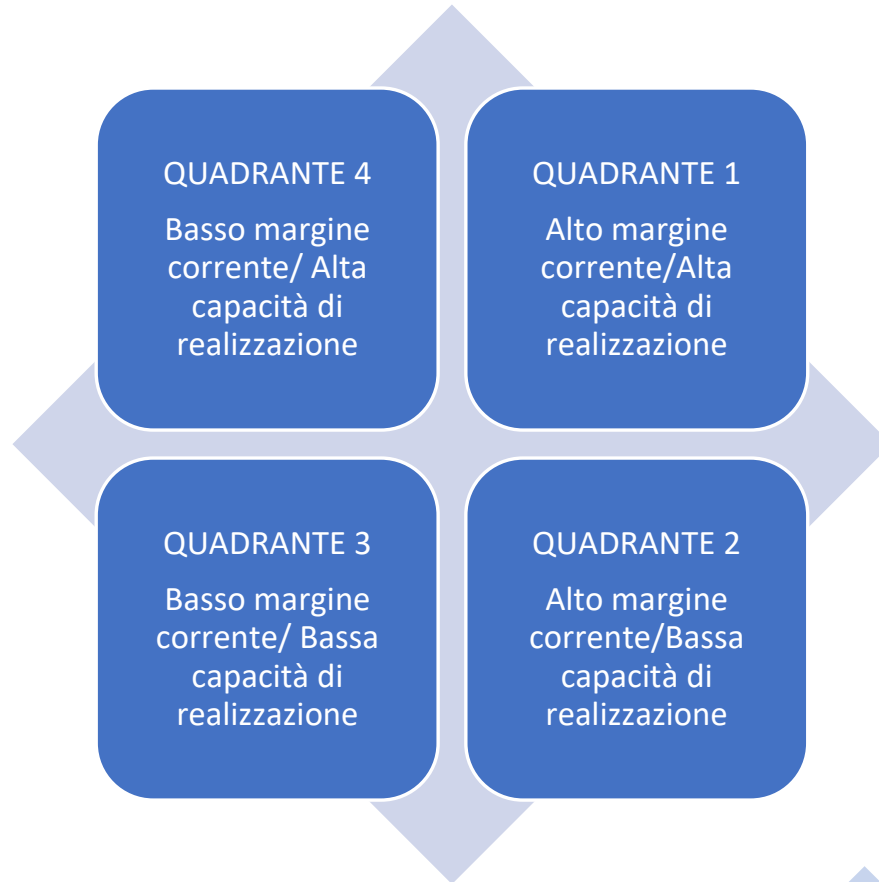 QUADRANTE 4
Basso margine
corrente/ Alta
capacità di
realizzazione
QUADRANTE 1
Alto margine
corrente/Alta
capacità di
realizzazione
QUADRANTE 3
Basso margine
corrente/ Bassa
capacità di
realizzazione
QUADRANTE 2
Alto margine
corrente/Bassa
capacità di
realizzazione